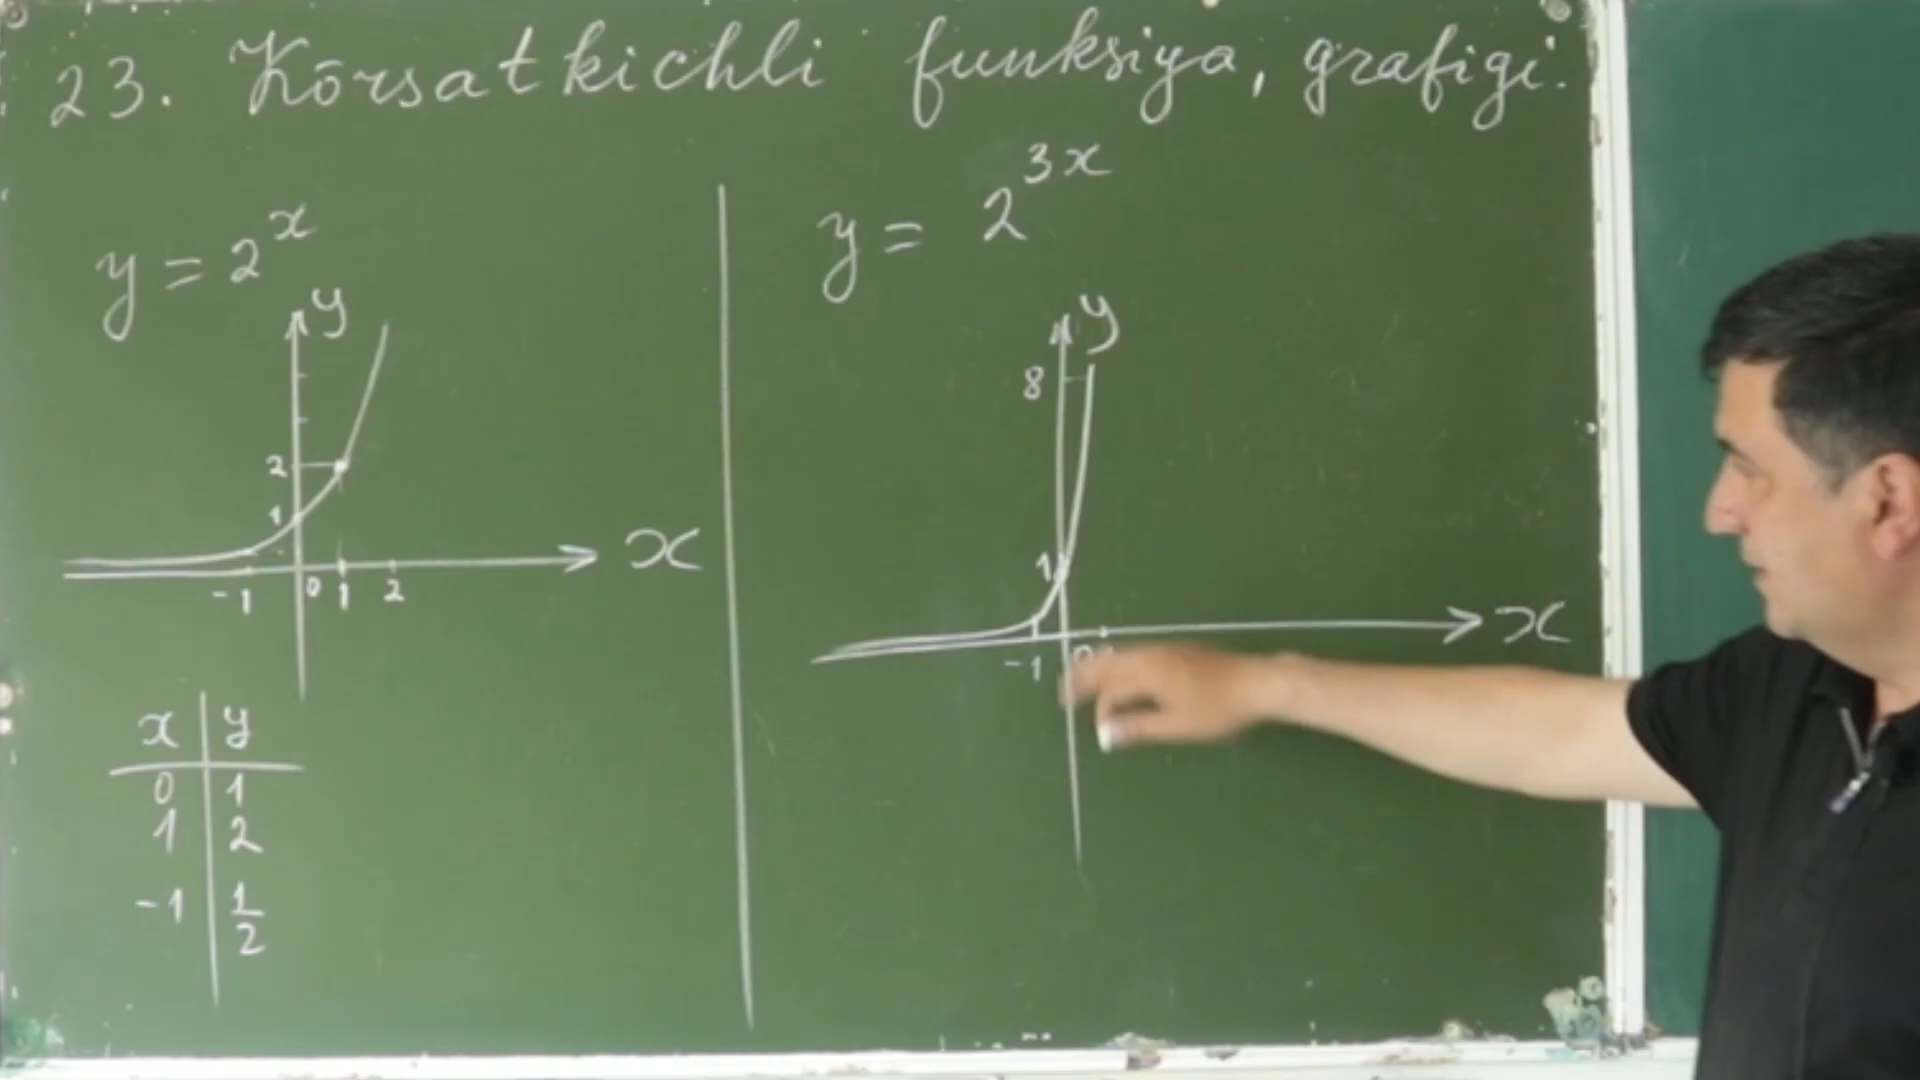 23. Kōrsatkichli funksiya, grafigi.
y = 2^x
y
2
1
x
-1 0 1 2
x y
0 1
1 2
-1 1/2
y = 2^{3x}
y
8
1
x
-1 0